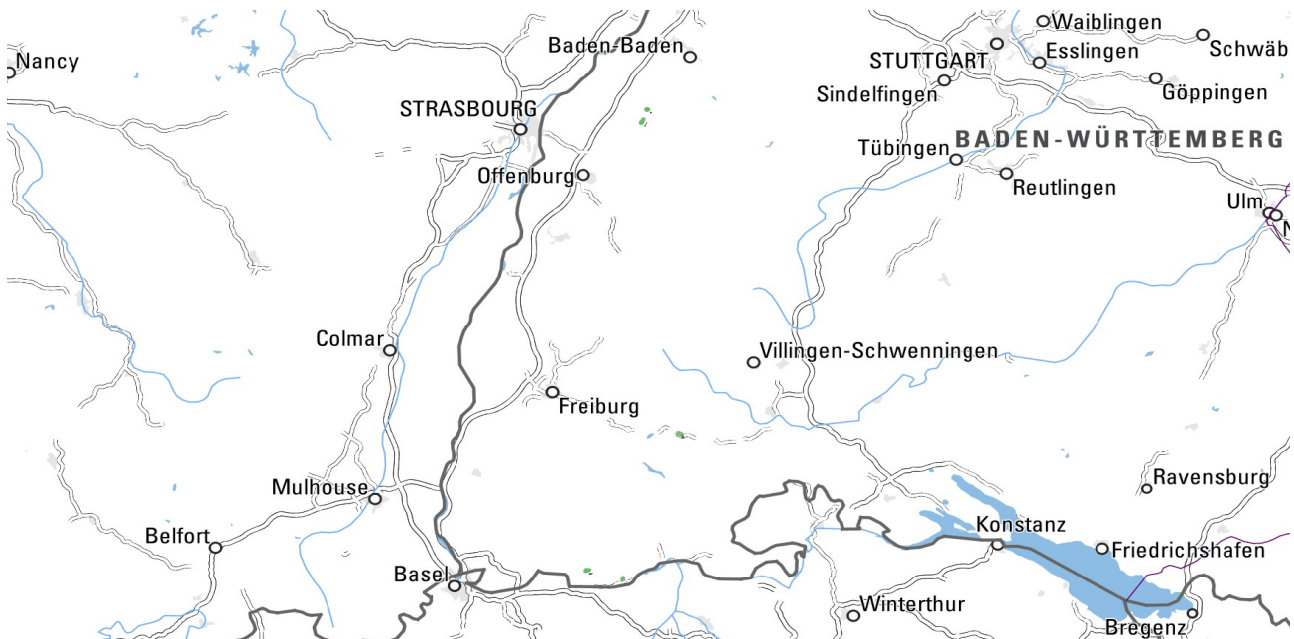 Waiblingen
Schwäb
Baden-Baden
STUTTGART
Esslingen
Nancy
Sindelfingen
Göppingen
STRASBOURG
BADEN-WÜRTTEMBERG
Tübingen
Offenburg
Reutlingen
Ulm
N
Colmar
Villingen-Schwenningen
Freiburg
Ravensburg
Mulhouse
Konstanz
Belfort
Friedrichshafen
Basel
Winterthur
Bregenz